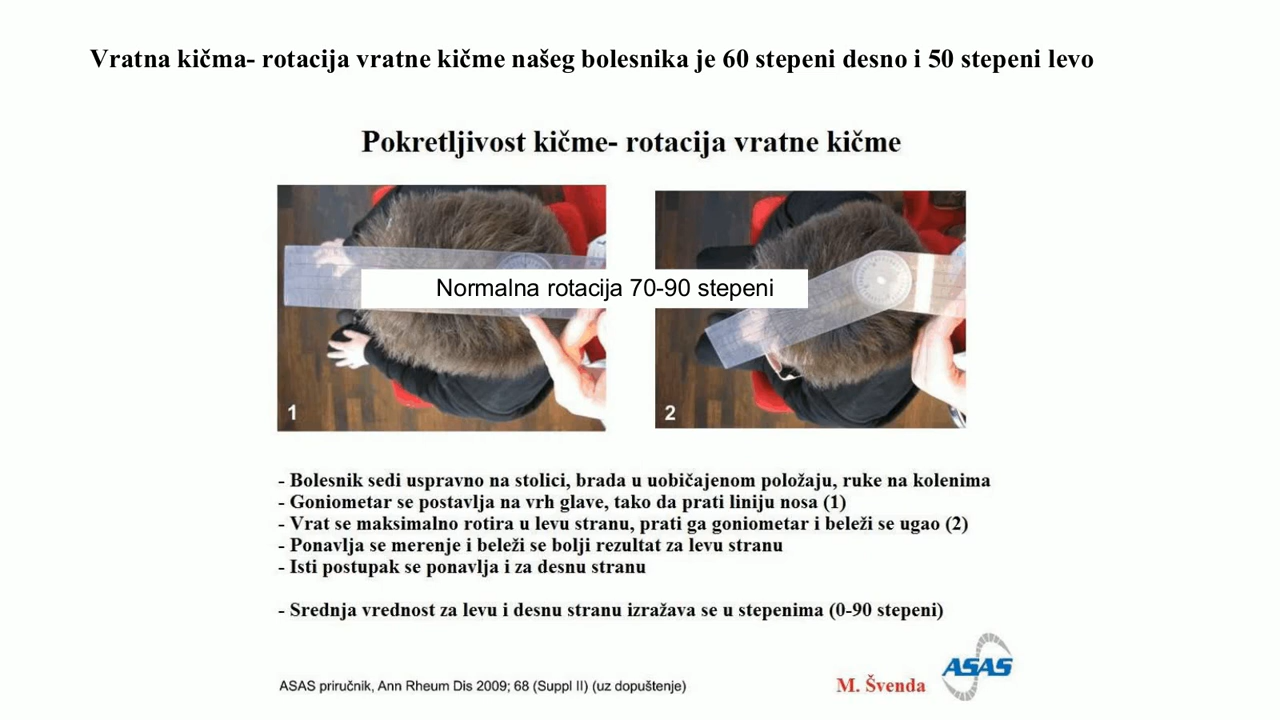 Vratna kičma- rotacija vratne kičme našeg bolesnika je 60 stepeni desno i 50 stepeni levo
Pokretljivost kičme- rotacija vratne kičme
Normalna rotacija 70-90 stepeni
1
2
- Bolesnik sedi uspravno na stolici, brada u uobičajenom položaju, ruke na kolenima
- Goniometar se postavlja na vrh glave, tako da prati liniju nosa (1)
- Vrat se maksimalno rotira u levu stranu, prati ga goniometar i beleži se ugao (2)
- Ponavlja se merenje i beleži se bolji rezultat za levu stranu
- Isti postupak se ponavlja i za desnu stranu
- Srednja vrednost za levu i desnu stranu izražava se u stepenima (0-90 stepeni)
ASAS
ASAS priručnik, Ann Rheum Dis 2009; 68 (Suppl II) (uz dopuštenje)
M. Švenda